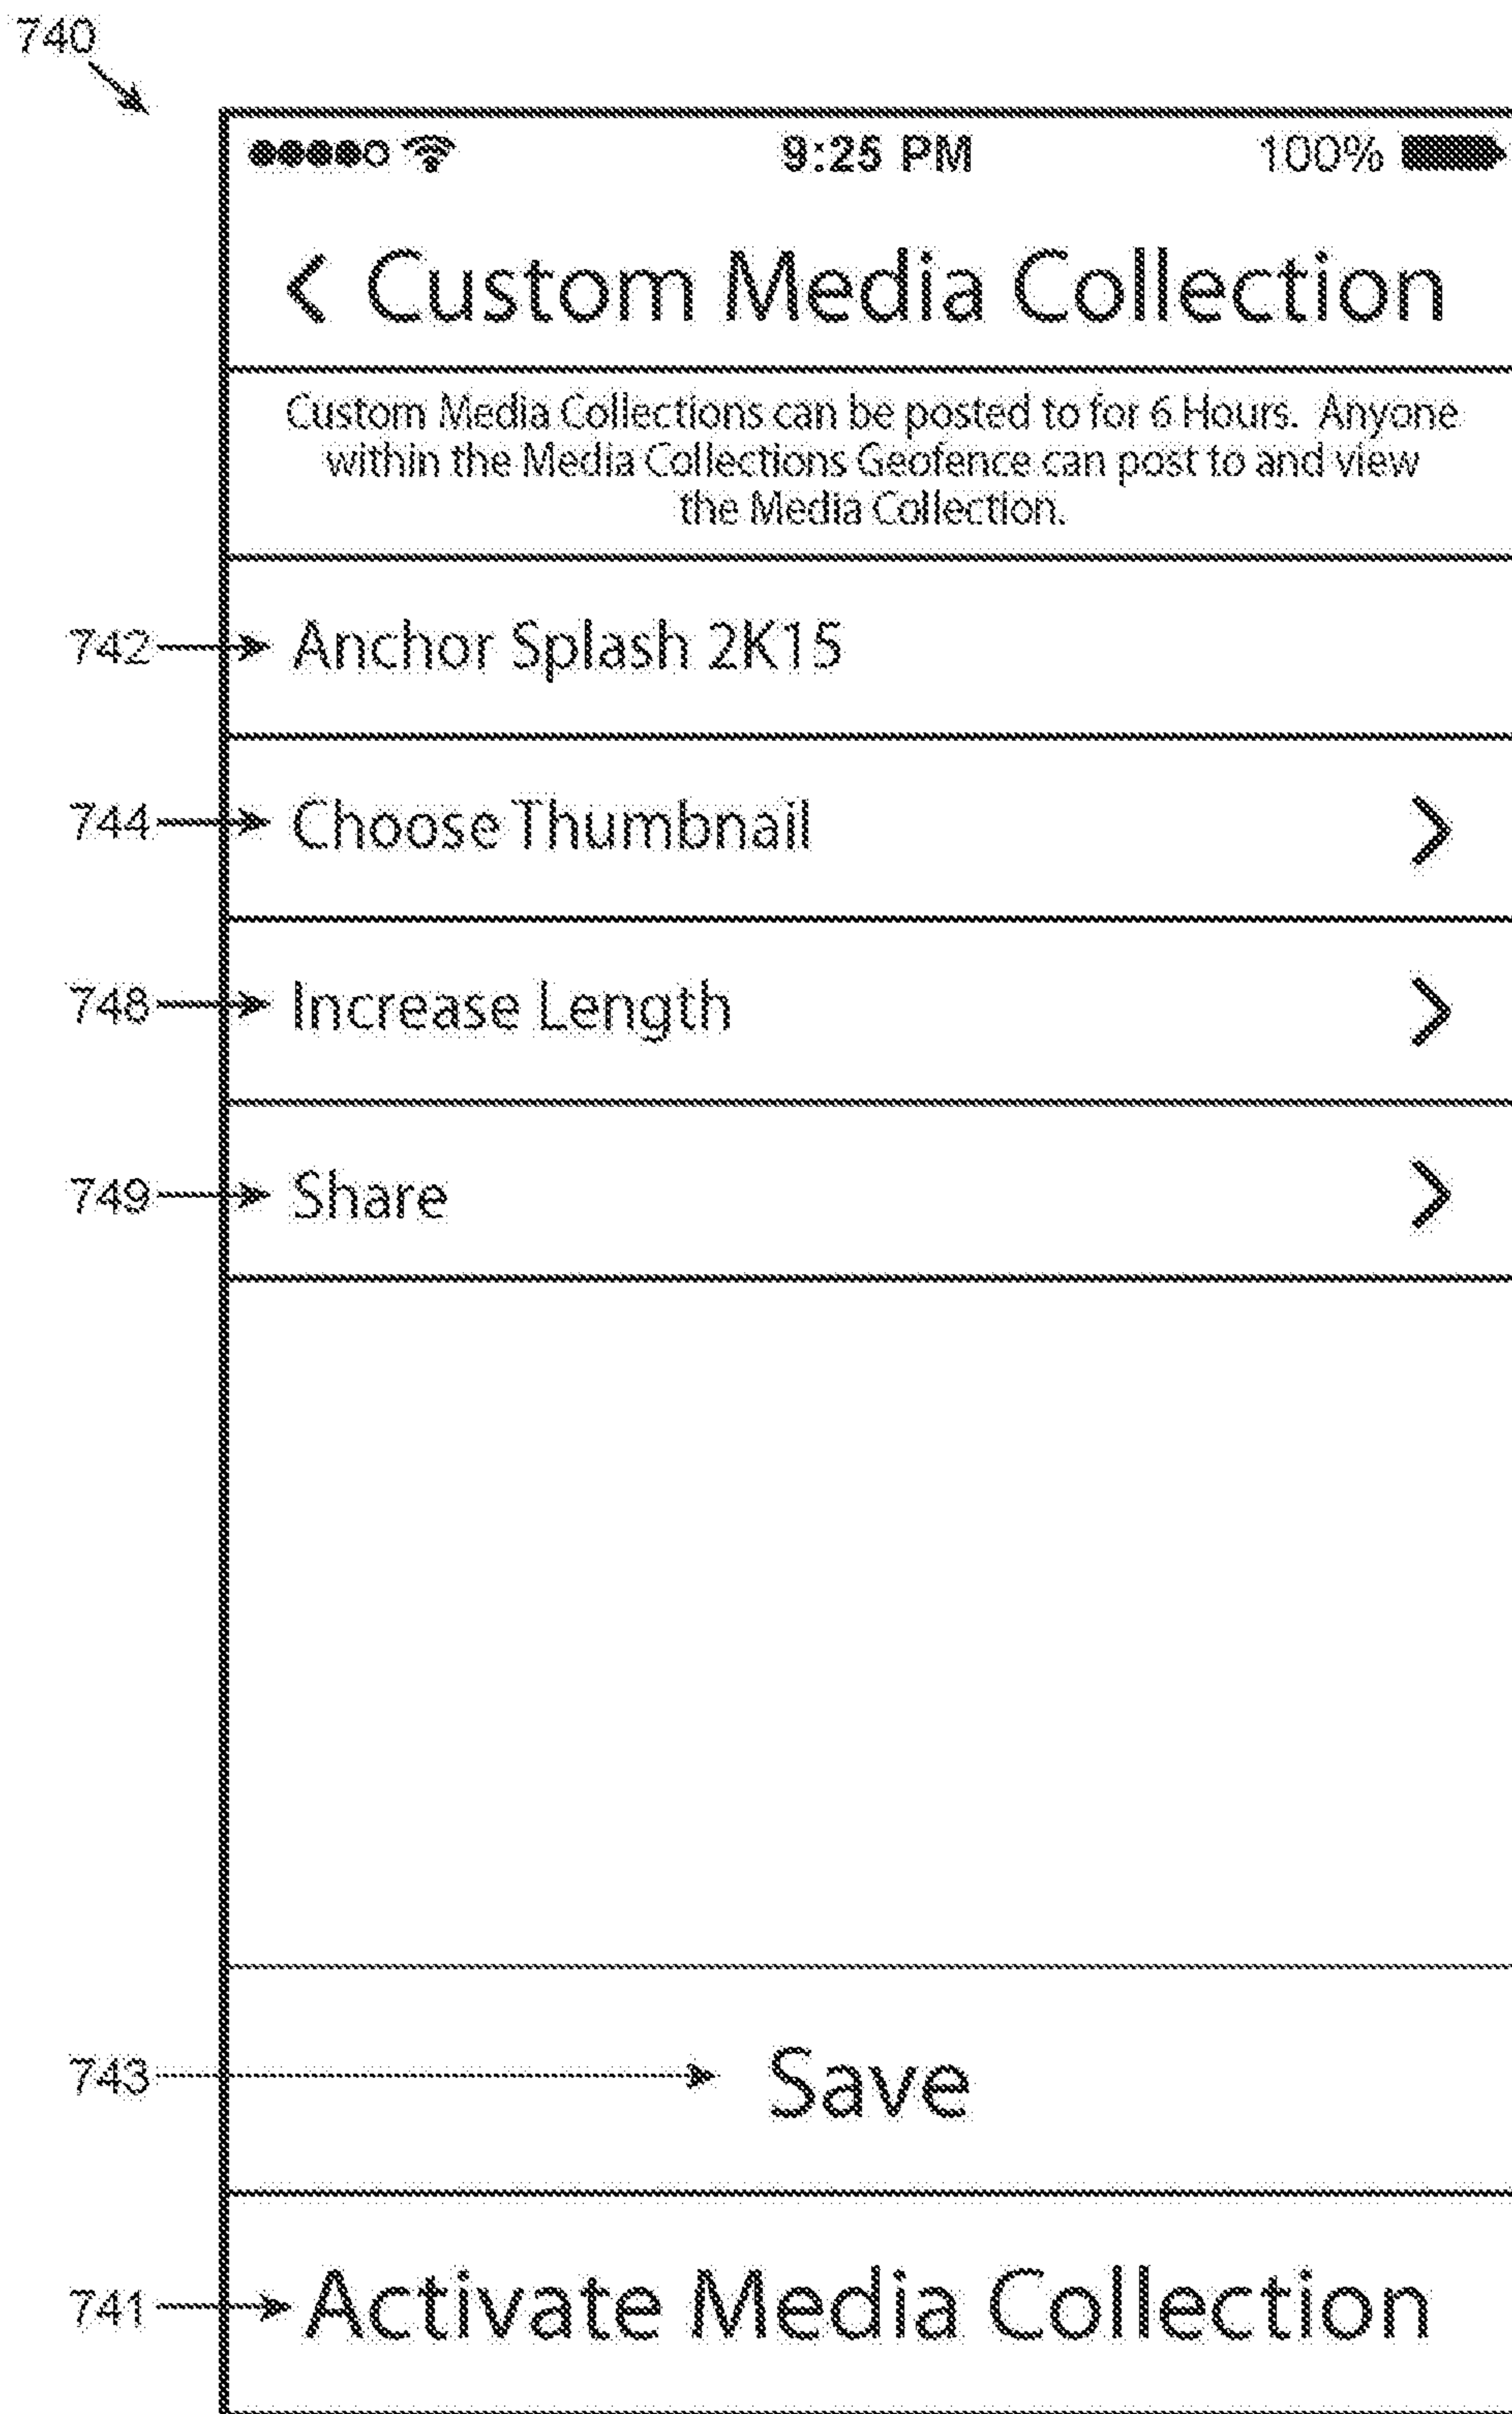 740
9:25 PM 100%
< Custom Media Collection
Custom Media Collections can be posted to for 6 Hours. Anyone
within the Media Collections Geofence can post to and view
the Media Collection.
742 Anchor Splash 2K15
744 Choose Thumbnail >
748 Increase Length >
749 Share >
743 Save
741 Activate Media Collection